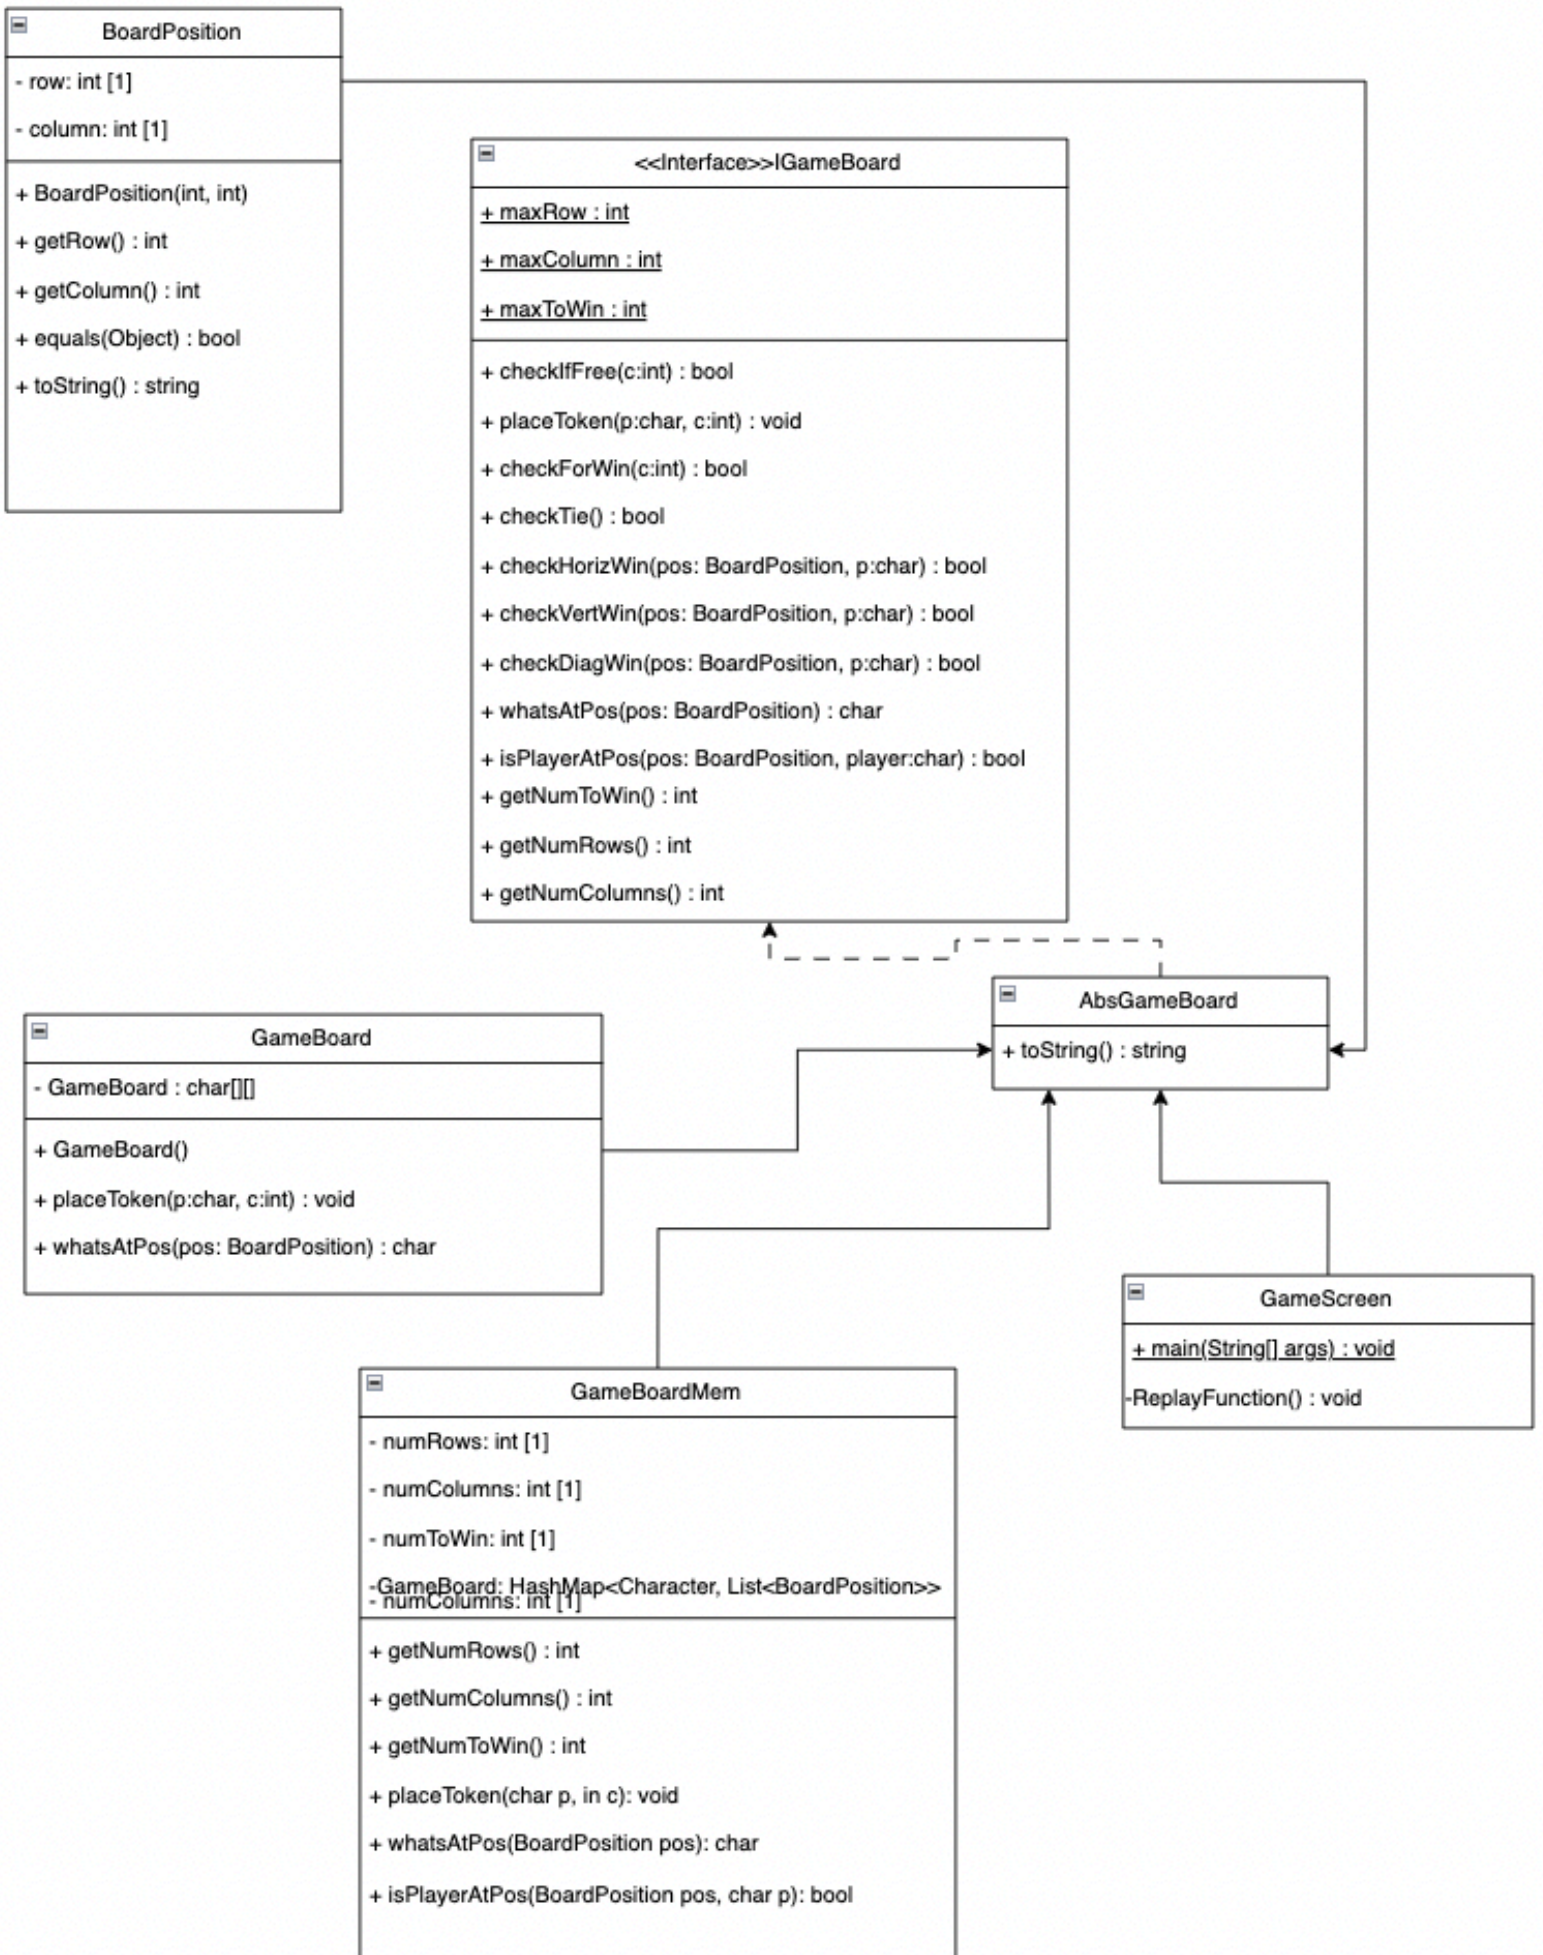 BoardPosition
- row: int [1]
- column: int [1]
+ BoardPosition(int, int)
+ getRow() : int
+ getColumn() : int
+ equals(Object) : bool
+ toString() : string
<<Interface>>IGameBoard
+ maxRow : int
+ maxColumn : int
+ maxToWin : int
+ checkIfFree(c:int) : bool
+ placeToken(p:char, c:int) : void
+ checkForWin(c:int) : bool
+ checkTie() : bool
+ checkHorizWin(pos: BoardPosition, p:char) : bool
+ checkVertWin(pos: BoardPosition, p:char) : bool
+ checkDiagWin(pos: BoardPosition, p:char) : bool
+ whatsAtPos(pos: BoardPosition) : char
+ isPlayerAtPos(pos: BoardPosition, player:char) : bool
+ getNumToWin() : int
+ getNumRows() : int
+ getNumColumns() : int
AbsGameBoard
+ toString() : string
GameBoard
- GameBoard : char[][]
+ GameBoard()
+ placeToken(p:char, c:int) : void
+ whatsAtPos(pos: BoardPosition) : char
GameScreen
+ main(String[] args) : void
-ReplayFunction() : void
GameBoardMem
- numRows: int [1]
- numColumns: int [1]
- numToWin: int [1]
-GameBoard: HashMap<Character, List<BoardPosition>>
- numColumns: int [1]
+ getNumRows() : int
+ getNumColumns() : int
+ getNumToWin() : int
+ placeToken(char p, in c): void
+ whatsAtPos(BoardPosition pos): char
+ isPlayerAtPos(BoardPosition pos, char p): bool